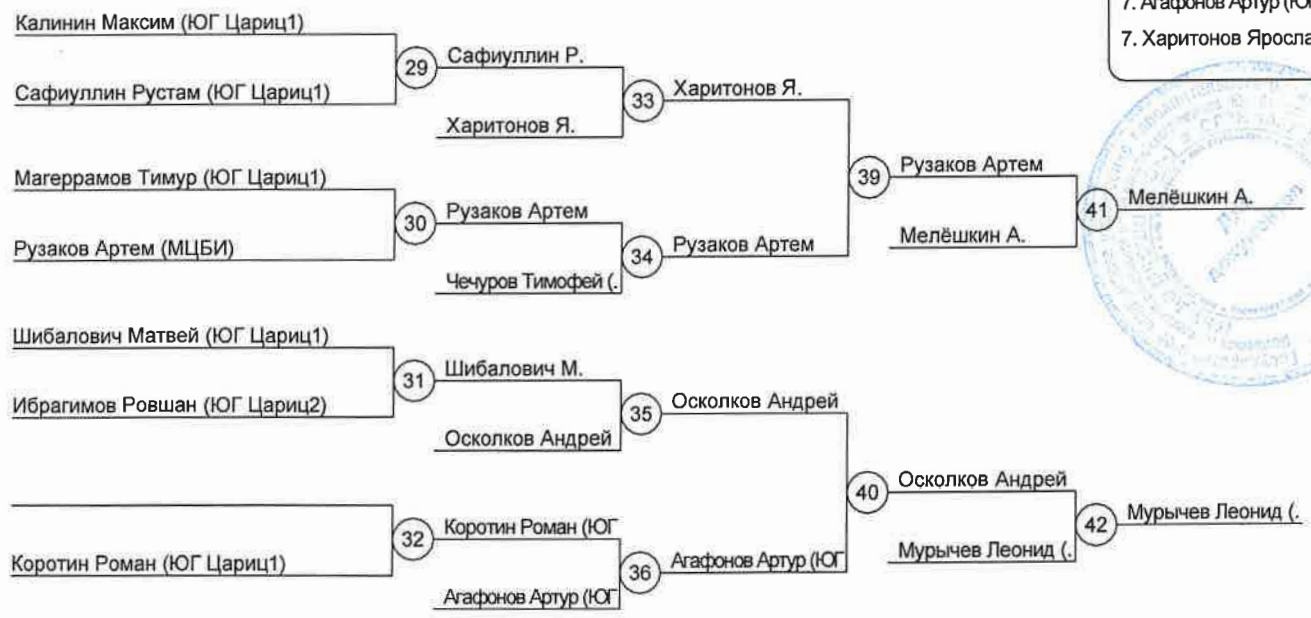 7. Агафонов Артур (ЮГ
7. Харитонов Яросла
Калинин Максим (ЮГ Цариц1)
29
Сафиуллин Р.
Сафиуллин Рустам (ЮГ Цариц1)
33
Харитонов Я.
Харитонов Я.
Магеррамов Тимур (ЮГ Цариц1)
39
Рузаков Артем
30
Рузаков Артем
41
Мелёшкин А.
Рузаков Артем (МЦБИ)
34
Рузаков Артем
Мелёшкин А.
Чечуров Тимофей (.
Шибалович Матвей (ЮГ Цариц1)
31
Шибалович М.
Ибрагимов Ровшан (ЮГ Цариц2)
35
Осколков Андрей
Осколков Андрей
40
Осколков Андрей
32
Коротин Роман (ЮГ
42
Мурычев Леонид (.
Коротин Роман (ЮГ Цариц1)
36
Агафонов Артур (ЮГ
Мурычев Леонид (.
Агафонов Артур (ЮГ